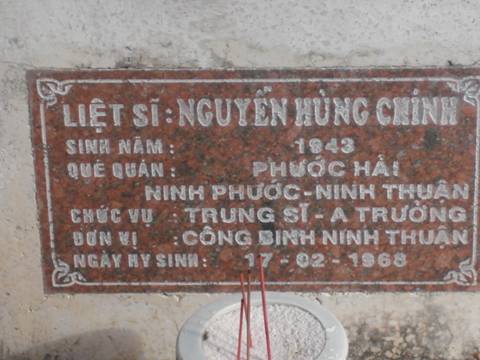 LIỆT SĨ : NGUYỄN HÙNG CHÍNH
SINH NĂM : 1943
QUÊ QUÁN : PHƯỚC HẢI
NINH PHƯỚC - NINH THUẬN
CHỨC VỤ : TRUNG SĨ - A TRƯỞNG
ĐƠN VỊ : CÔNG BINH NINH THUẬN
NGÀY HY SINH : 17 - 02 - 1968